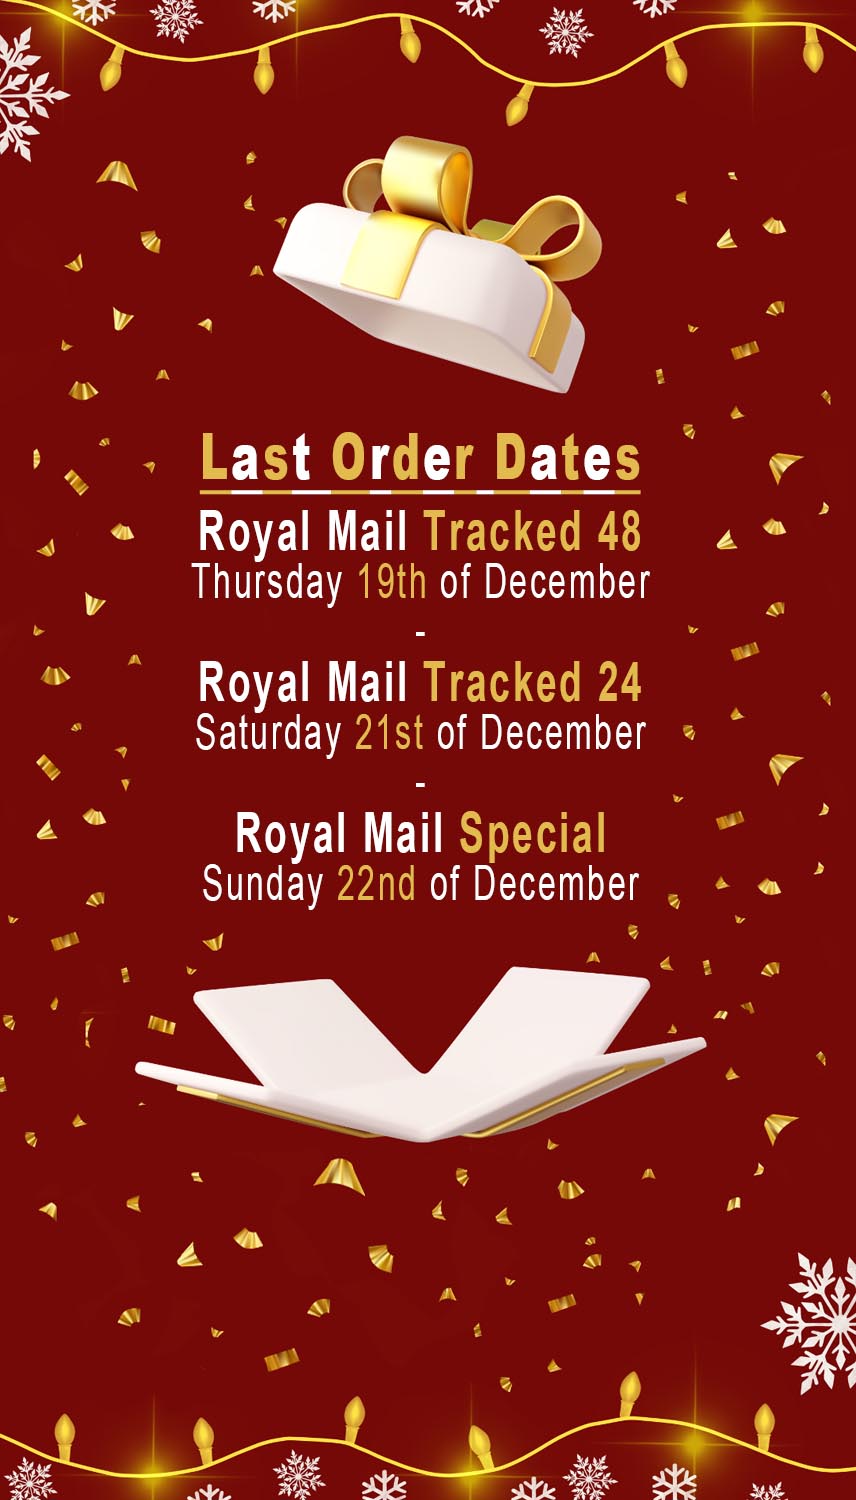 Last Order Dates
Royal Mail Tracked 48
Thursday 19th of December
-
Royal Mail Tracked 24
Saturday 21st of December
-
Royal Mail Special
Sunday 22nd of December